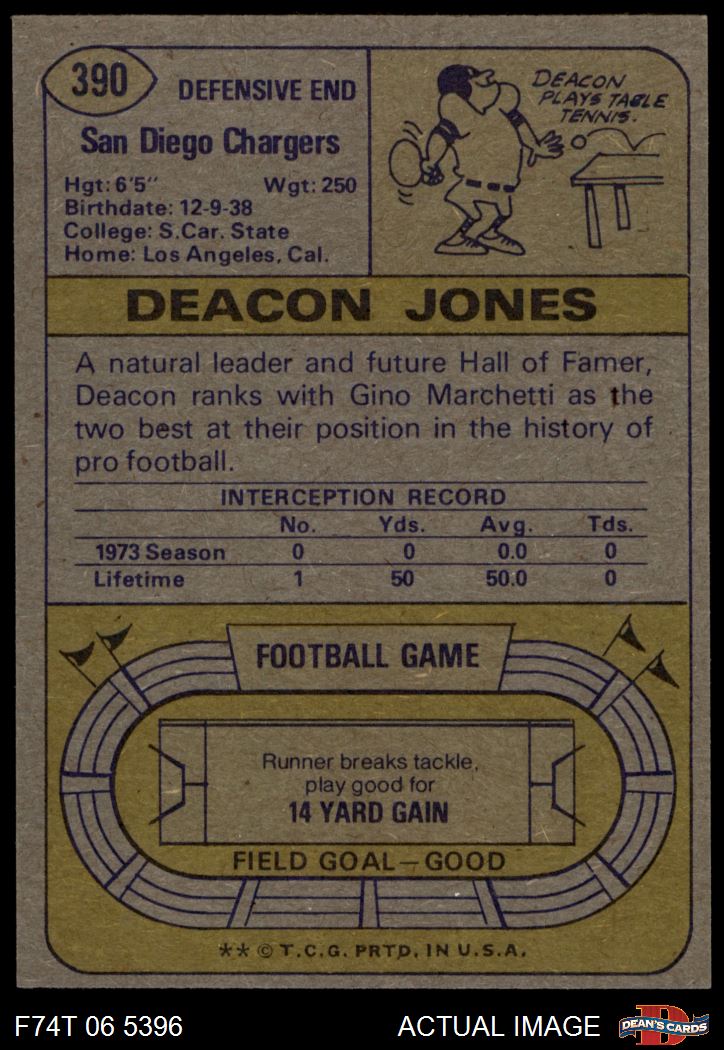 390
DEFENSIVE END
San Diego Chargers
Hgt: 6'5" Wgt: 250
Birthdate: 12-9-38
College: S.Car. State
Home: Los Angeles, Cal.
DEACON
PLAYS TABLE
TENNIS.
DEACON JONES
A natural leader and future Hall of Famer,
Deacon ranks with Gino Marchetti as the
two best at their position in the history of
pro football.
INTERCEPTION RECORD
No. Yds. Avg. Tds.
1973 Season 0 0 0.0 0
Lifetime 1 50 50.0 0
FOOTBALL GAME
Runner breaks tackle,
play good for
14 YARD GAIN
FIELD GOAL—GOOD
** © T.C.G. PRTD. IN U.S.A.
F74T 06 5396 ACTUAL IMAGE
D
DEAN'S CARDS